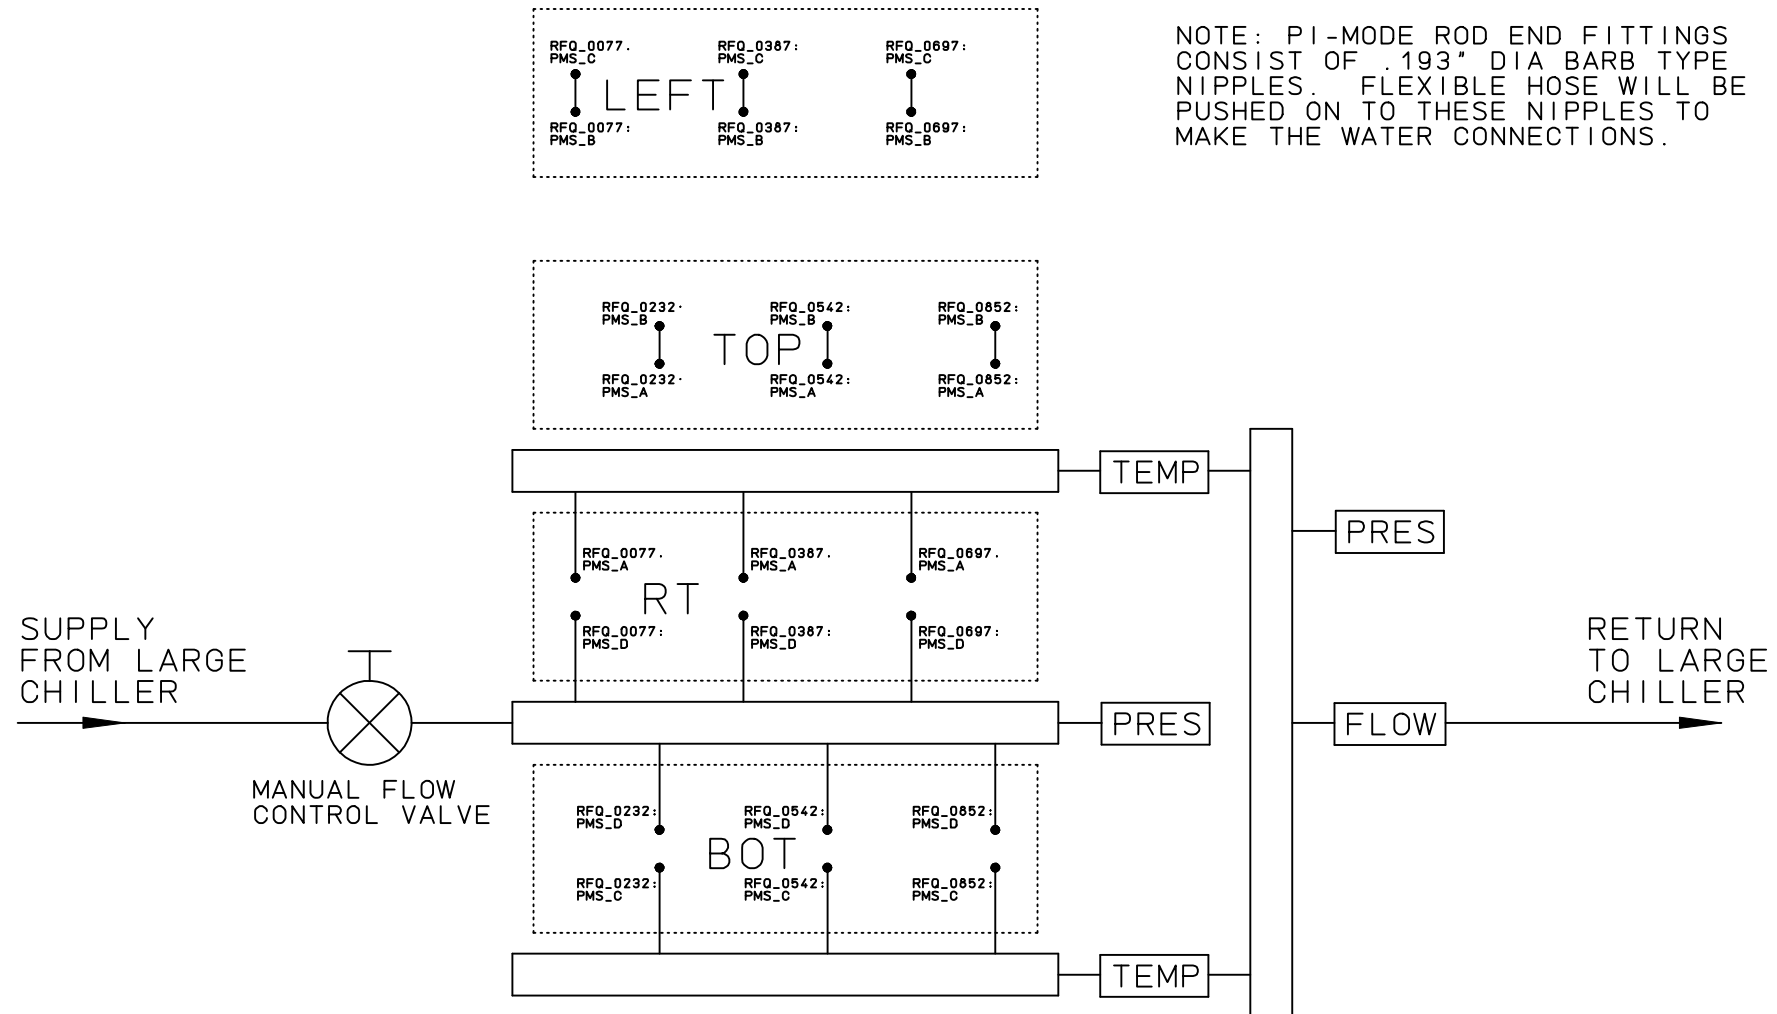 NOTE: PI-MODE ROD END FITTINGS
CONSIST OF .193" DIA BARB TYPE
NIPPLES. FLEXIBLE HOSE WILL BE
PUSHED ON TO THESE NIPPLES TO
MAKE THE WATER CONNECTIONS.
RFQ_0077.
PMS_C
RFQ_0387:
PMS_C
RFQ_0697:
PMS_C
LEFT
RFQ_0077:
PMS_B
RFQ_0387:
PMS_B
RFQ_0697:
PMS_B
RFQ_0232·
PMS_B
RFQ_0542:
PMS_B
RFQ_0852:
PMS_B
TOP
RFQ_0232·
PMS_A
RFQ_0542:
PMS_A
RFQ_0852:
PMS_A
TEMP
PRES
RFQ_0077.
PMS_A
RFQ_0387.
PMS_A
RFQ_0697.
PMS_A
RT
RFQ_0077:
PMS_D
RFQ_0387:
PMS_D
RFQ_0697:
PMS_D
SUPPLY
FROM LARGE
CHILLER
RETURN
TO LARGE
CHILLER
PRES
FLOW
MANUAL FLOW
CONTROL VALVE
RFQ_0232:
PMS_D
RFQ_0542:
PMS_D
RFQ_0852:
PMS_D
BOT
RFQ_0232:
PMS_C
RFQ_0542:
PMS_C
RFQ_0852:
PMS_C
TEMP